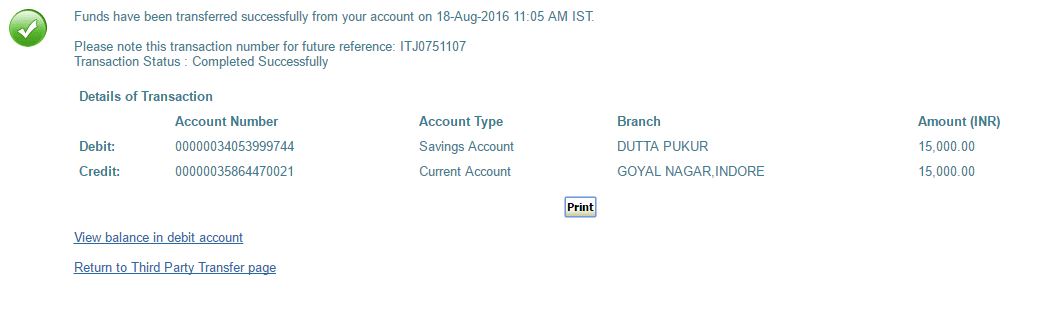 Funds have been transferred successfully from your account on 18-Aug-2016 11:05 AM IST.
Please note this transaction number for future reference: ITJ0751107
Transaction Status : Completed Successfully
Details of Transaction
Account Number Account Type Branch Amount (INR)
Debit: 00000034053999744 Savings Account DUTTA PUKUR 15,000.00
Credit: 00000035864470021 Current Account GOYAL NAGAR,INDORE 15,000.00
Print
View balance in debit account
Return to Third Party Transfer page